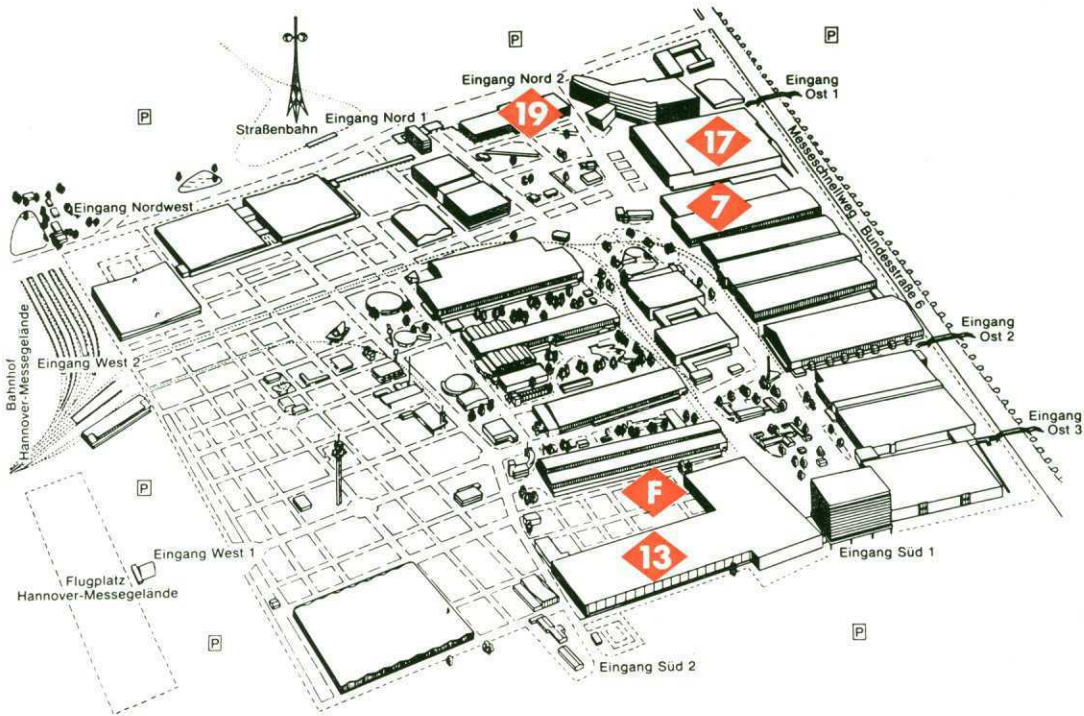 P
P
Eingang Nord 2
Eingang
Ost 1
19
P
Straßenbahn
Eingang Nord 1
17
Messeschnellweg Bundesstraße 6
7
Eingang Nordwest
Bahnhof
Hannover-Messegelände
Eingang
Ost 2
Eingang West 2
Eingang
Ost 3
P
F
Eingang West 1
13
Eingang Süd 1
Flugplatz
Hannover-Messegelände
P
P
Eingang Süd 2